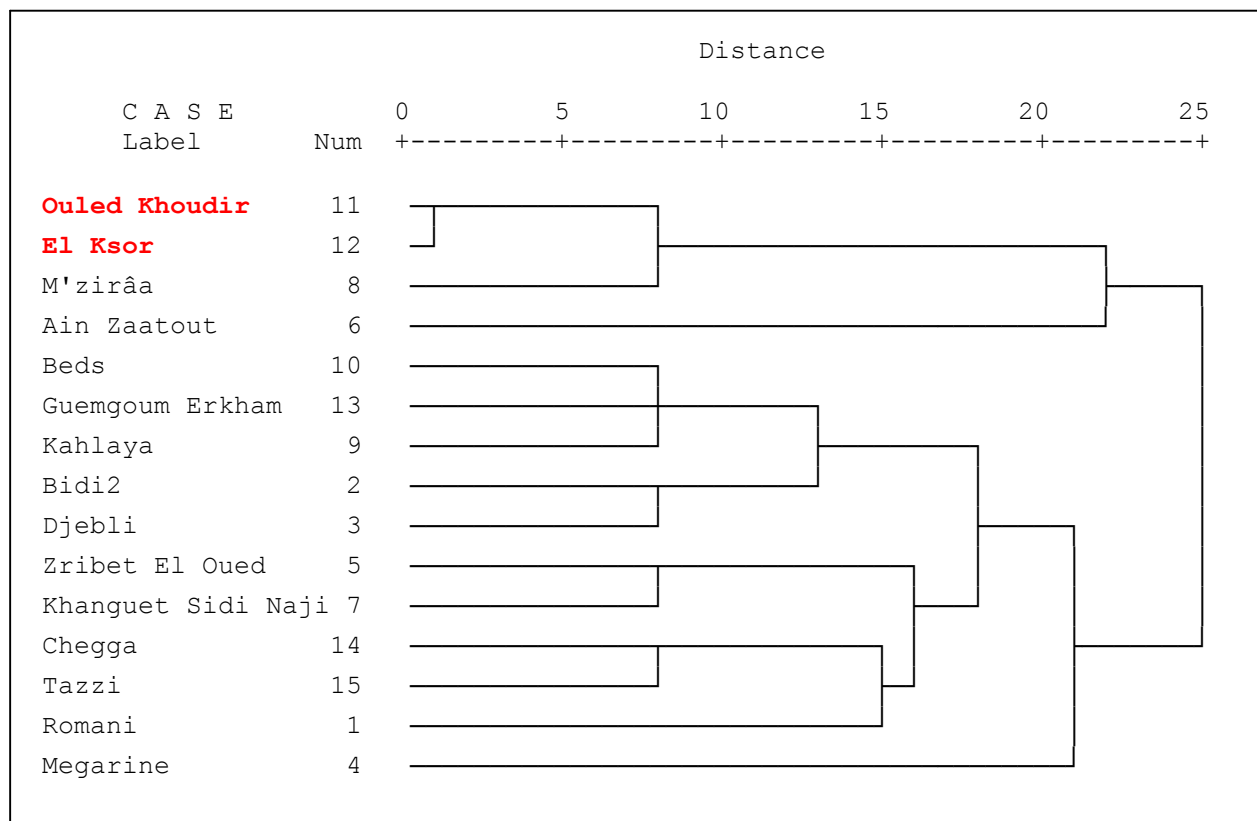 Distance
C A S E 0 5 10 15 20 25
Label Num +---------+---------+---------+---------+---------+
Ouled Khoudir 11
El Ksor 12
M'zirâa 8
Ain Zaatout 6
Beds 10
Guemgoum Erkham 13
Kahlaya 9
Bidi2 2
Djebli 3
Zribet El Oued 5
Khanguet Sidi Naji 7
Chegga 14
Tazzi 15
Romani 1
Megarine 4